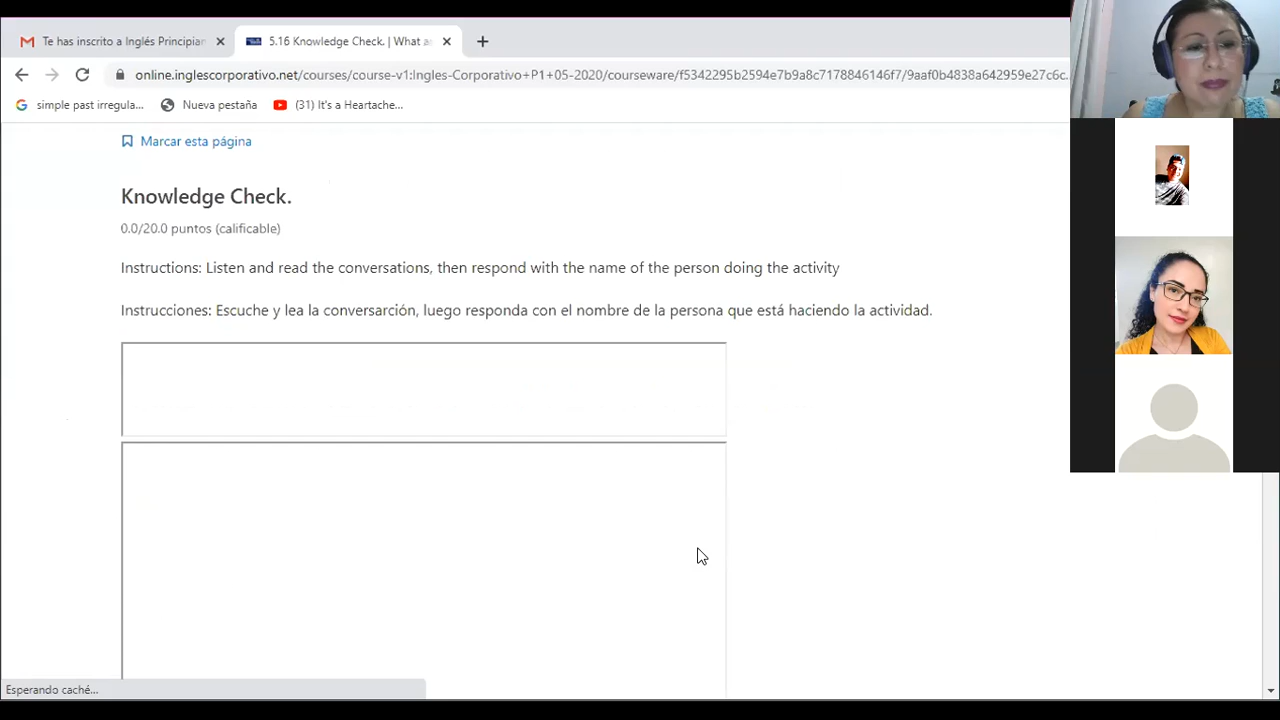 Te has inscrito a Inglés Principian
5.16 Knowledge Check. | What a
online.inglescorporativo.net/courses/course-v1:Ingles-Corporativo+P1+05-2020/courseware/f5342295b2594e7b9a8c7178846146f7/9aaf0b4838a642959e27c6c...
simple past irregula...
Nueva pestaña
(31) It's a Heartache...
Marcar esta página
Knowledge Check.
0.0/20.0 puntos (calificable)
Instructions: Listen and read the conversations, then respond with the name of the person doing the activity
Instrucciones: Escuche y lea la conversarción, luego responda con el nombre de la persona que está haciendo la actividad.
Esperando caché...